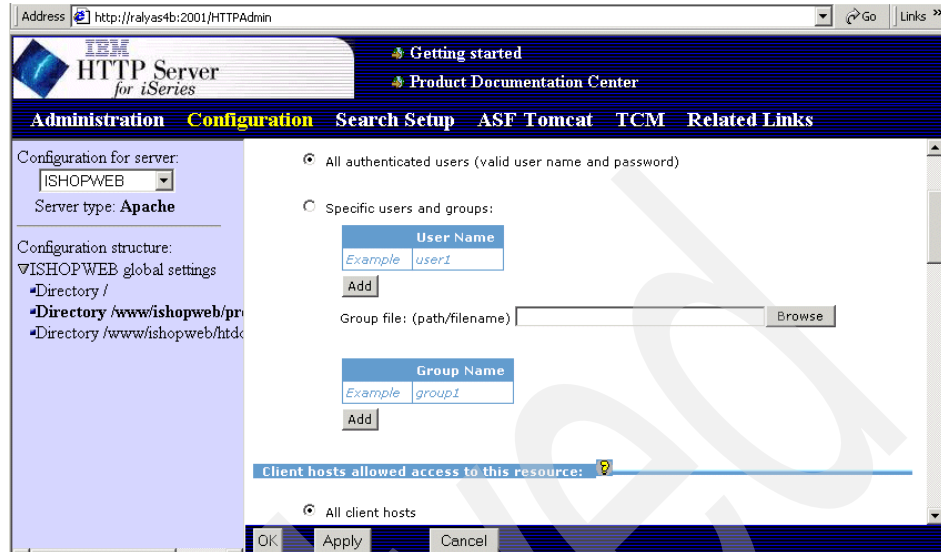 Address http://ralyas4b:2001/HTTPAdmin Go Links »
IBM
HTTP Server
for iSeries
Getting started
Product Documentation Center
Administration Configuration Search Setup ASF Tomcat TCM Related Links
Configuration for server:
ISHOPWEB
Server type: Apache
Configuration structure:
ISHOPWEB global settings
Directory /
Directory /www/ishopweb/pr
Directory /www/ishopweb/htd
All authenticated users (valid user name and password)
Specific users and groups:
User Name
Example user1
Add
Group file: (path/filename) Browse
Group Name
Example group1
Add
Client hosts allowed access to this resource: ?
All client hosts
OK Apply Cancel